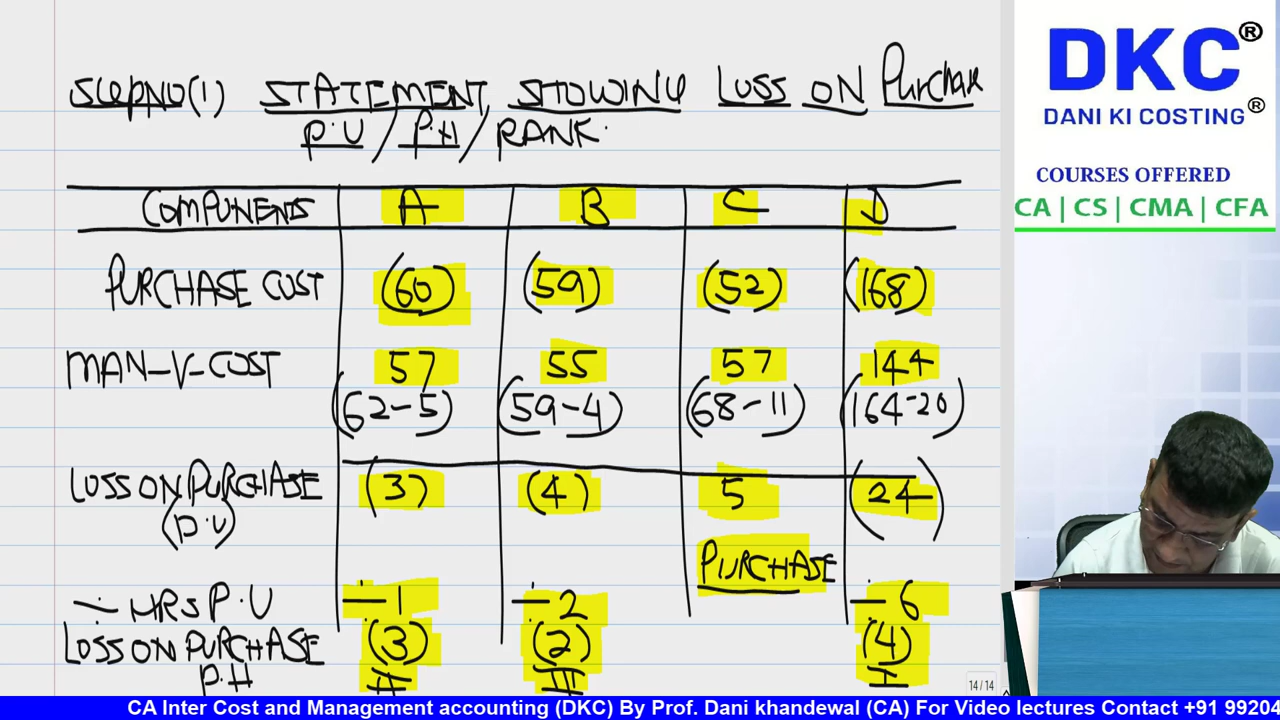 STEPNO(1) STATEMENT SHOWING LOSS ON Purchase
P.U / P.H / RANK.
COMPONENTS A B C D
PURCHASE COST (60) (59) (52) (168)
MAN-V-COST 57 55 57 144
(62-5) (59-4) (68-11) (164-20)
LOSS ON PURCHASE (3) (4) 5 (24)
(P.U)
PURCHASE
÷ HRS P.U ÷1 ÷2 ÷6
LOSS ON PURCHASE (3) (2) (4)
P.H II III I
14 / 14
DKC®
DANI KI COSTING®
COURSES OFFERED
CA | CS | CMA | CFA
CA Inter Cost and Management accounting (DKC) By Prof. Dani khandewal (CA) For Video lectures Contact +91 99204